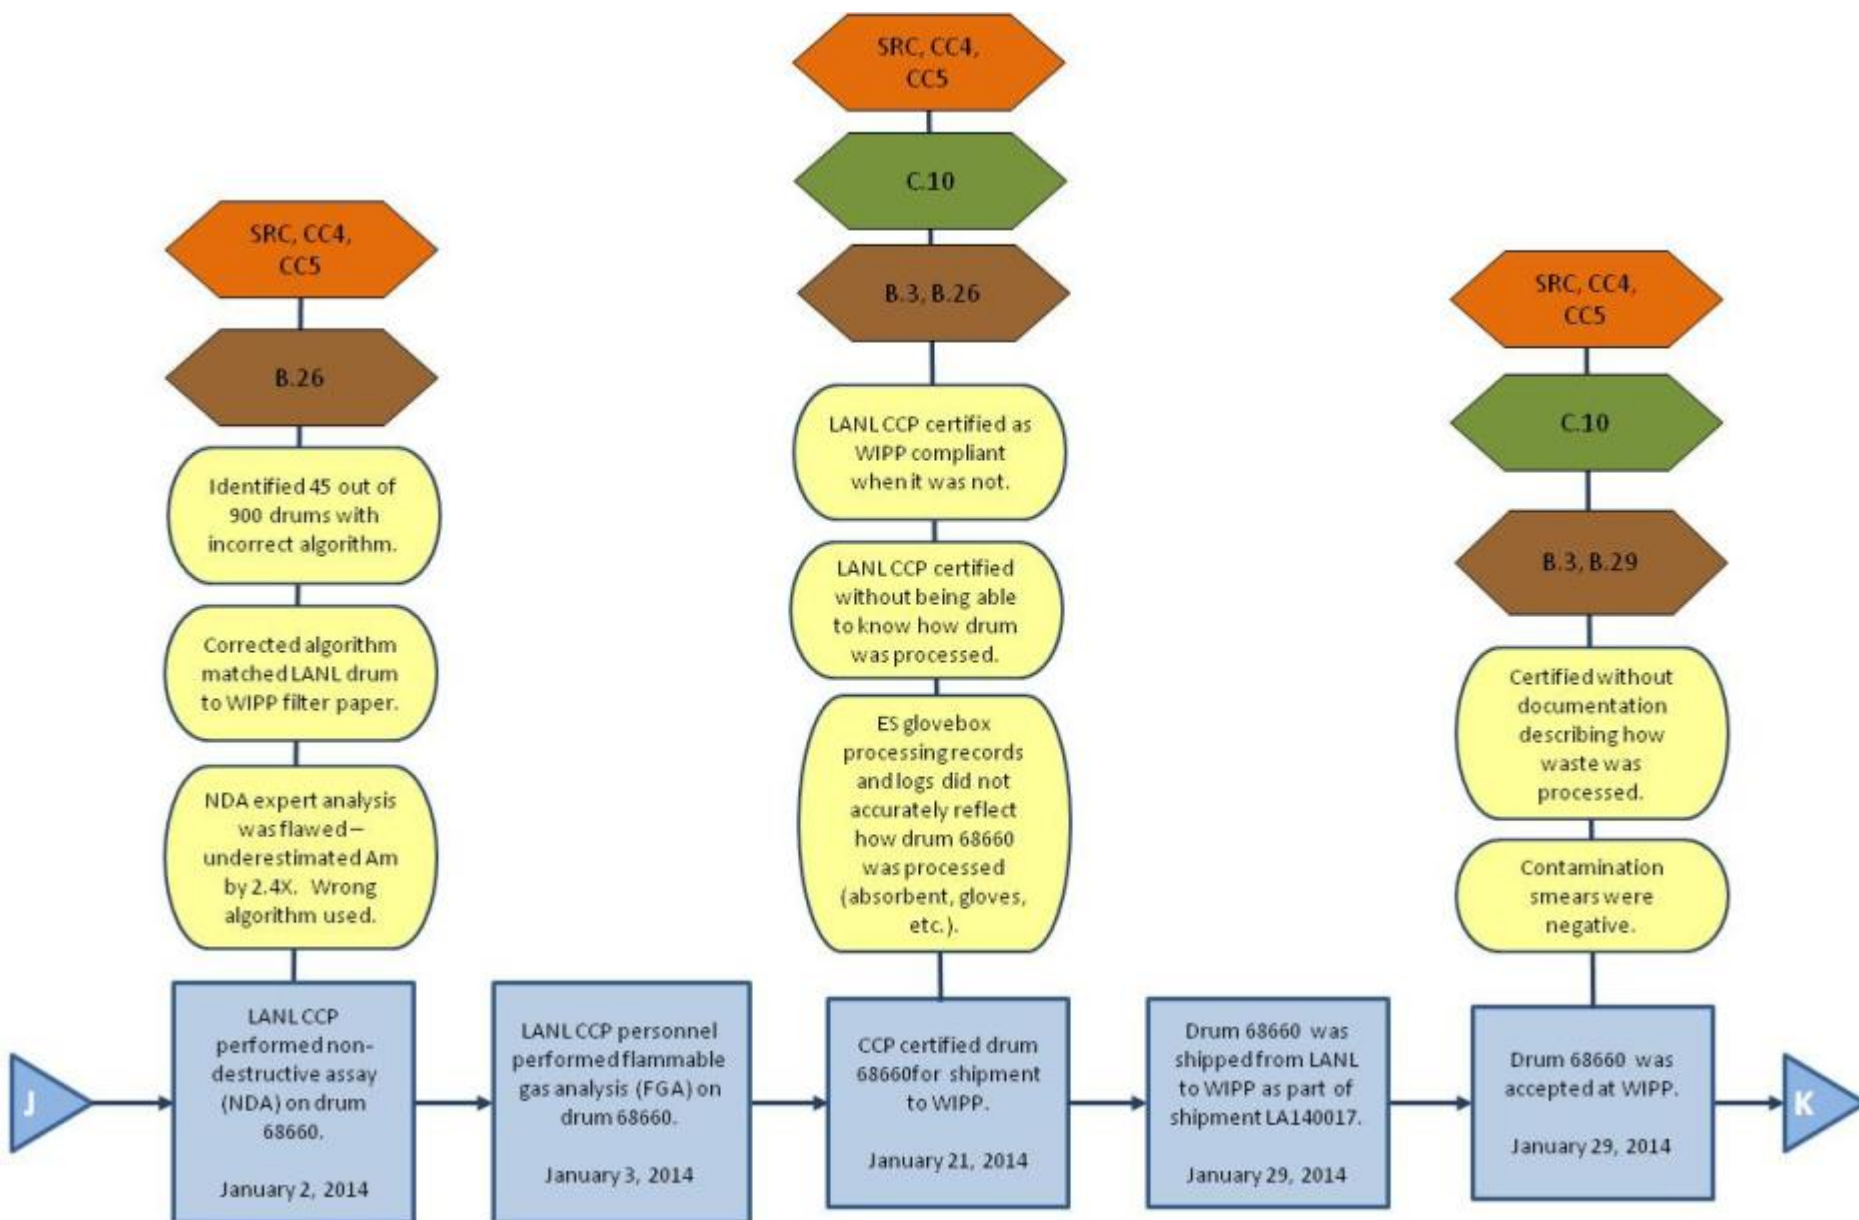 SRC, CC4,
CC5
B.26
Identified 45 out of
900 drums with
incorrect algorithm.
Corrected algorithm
matched LANL drum
to WIPP filter paper.
NDA expert analysis
was flawed –
underestimated Am
by 2.4X. Wrong
algorithm used.
SRC, CC4,
CC5
C.10
B.3, B.26
LANL CCP certified as
WIPP compliant
when it was not.
LANL CCP certified
without being able
to know how drum
was processed.
ES glovebox
processing records
and logs did not
accurately reflect
how drum 68660
was processed
(absorbent, gloves,
etc.).
SRC, CC4,
CC5
C.10
B.3, B.29
Certified without
documentation
describing how
waste was
processed.
Contamination
smears were
negative.
J
LANL CCP
performed non-
destructive assay
(NDA) on drum
68660.
January 2, 2014
LANL CCP personnel
performed flammable
gas analysis (FGA) on
drum 68660.
January 3, 2014
CCP certified drum
68660for shipment
to WIPP.
January 21, 2014
Drum 68660 was
shipped from LANL
to WIPP as part of
shipment LA140017.
January 29, 2014
Drum 68660 was
accepted at WIPP.
January 29, 2014
K